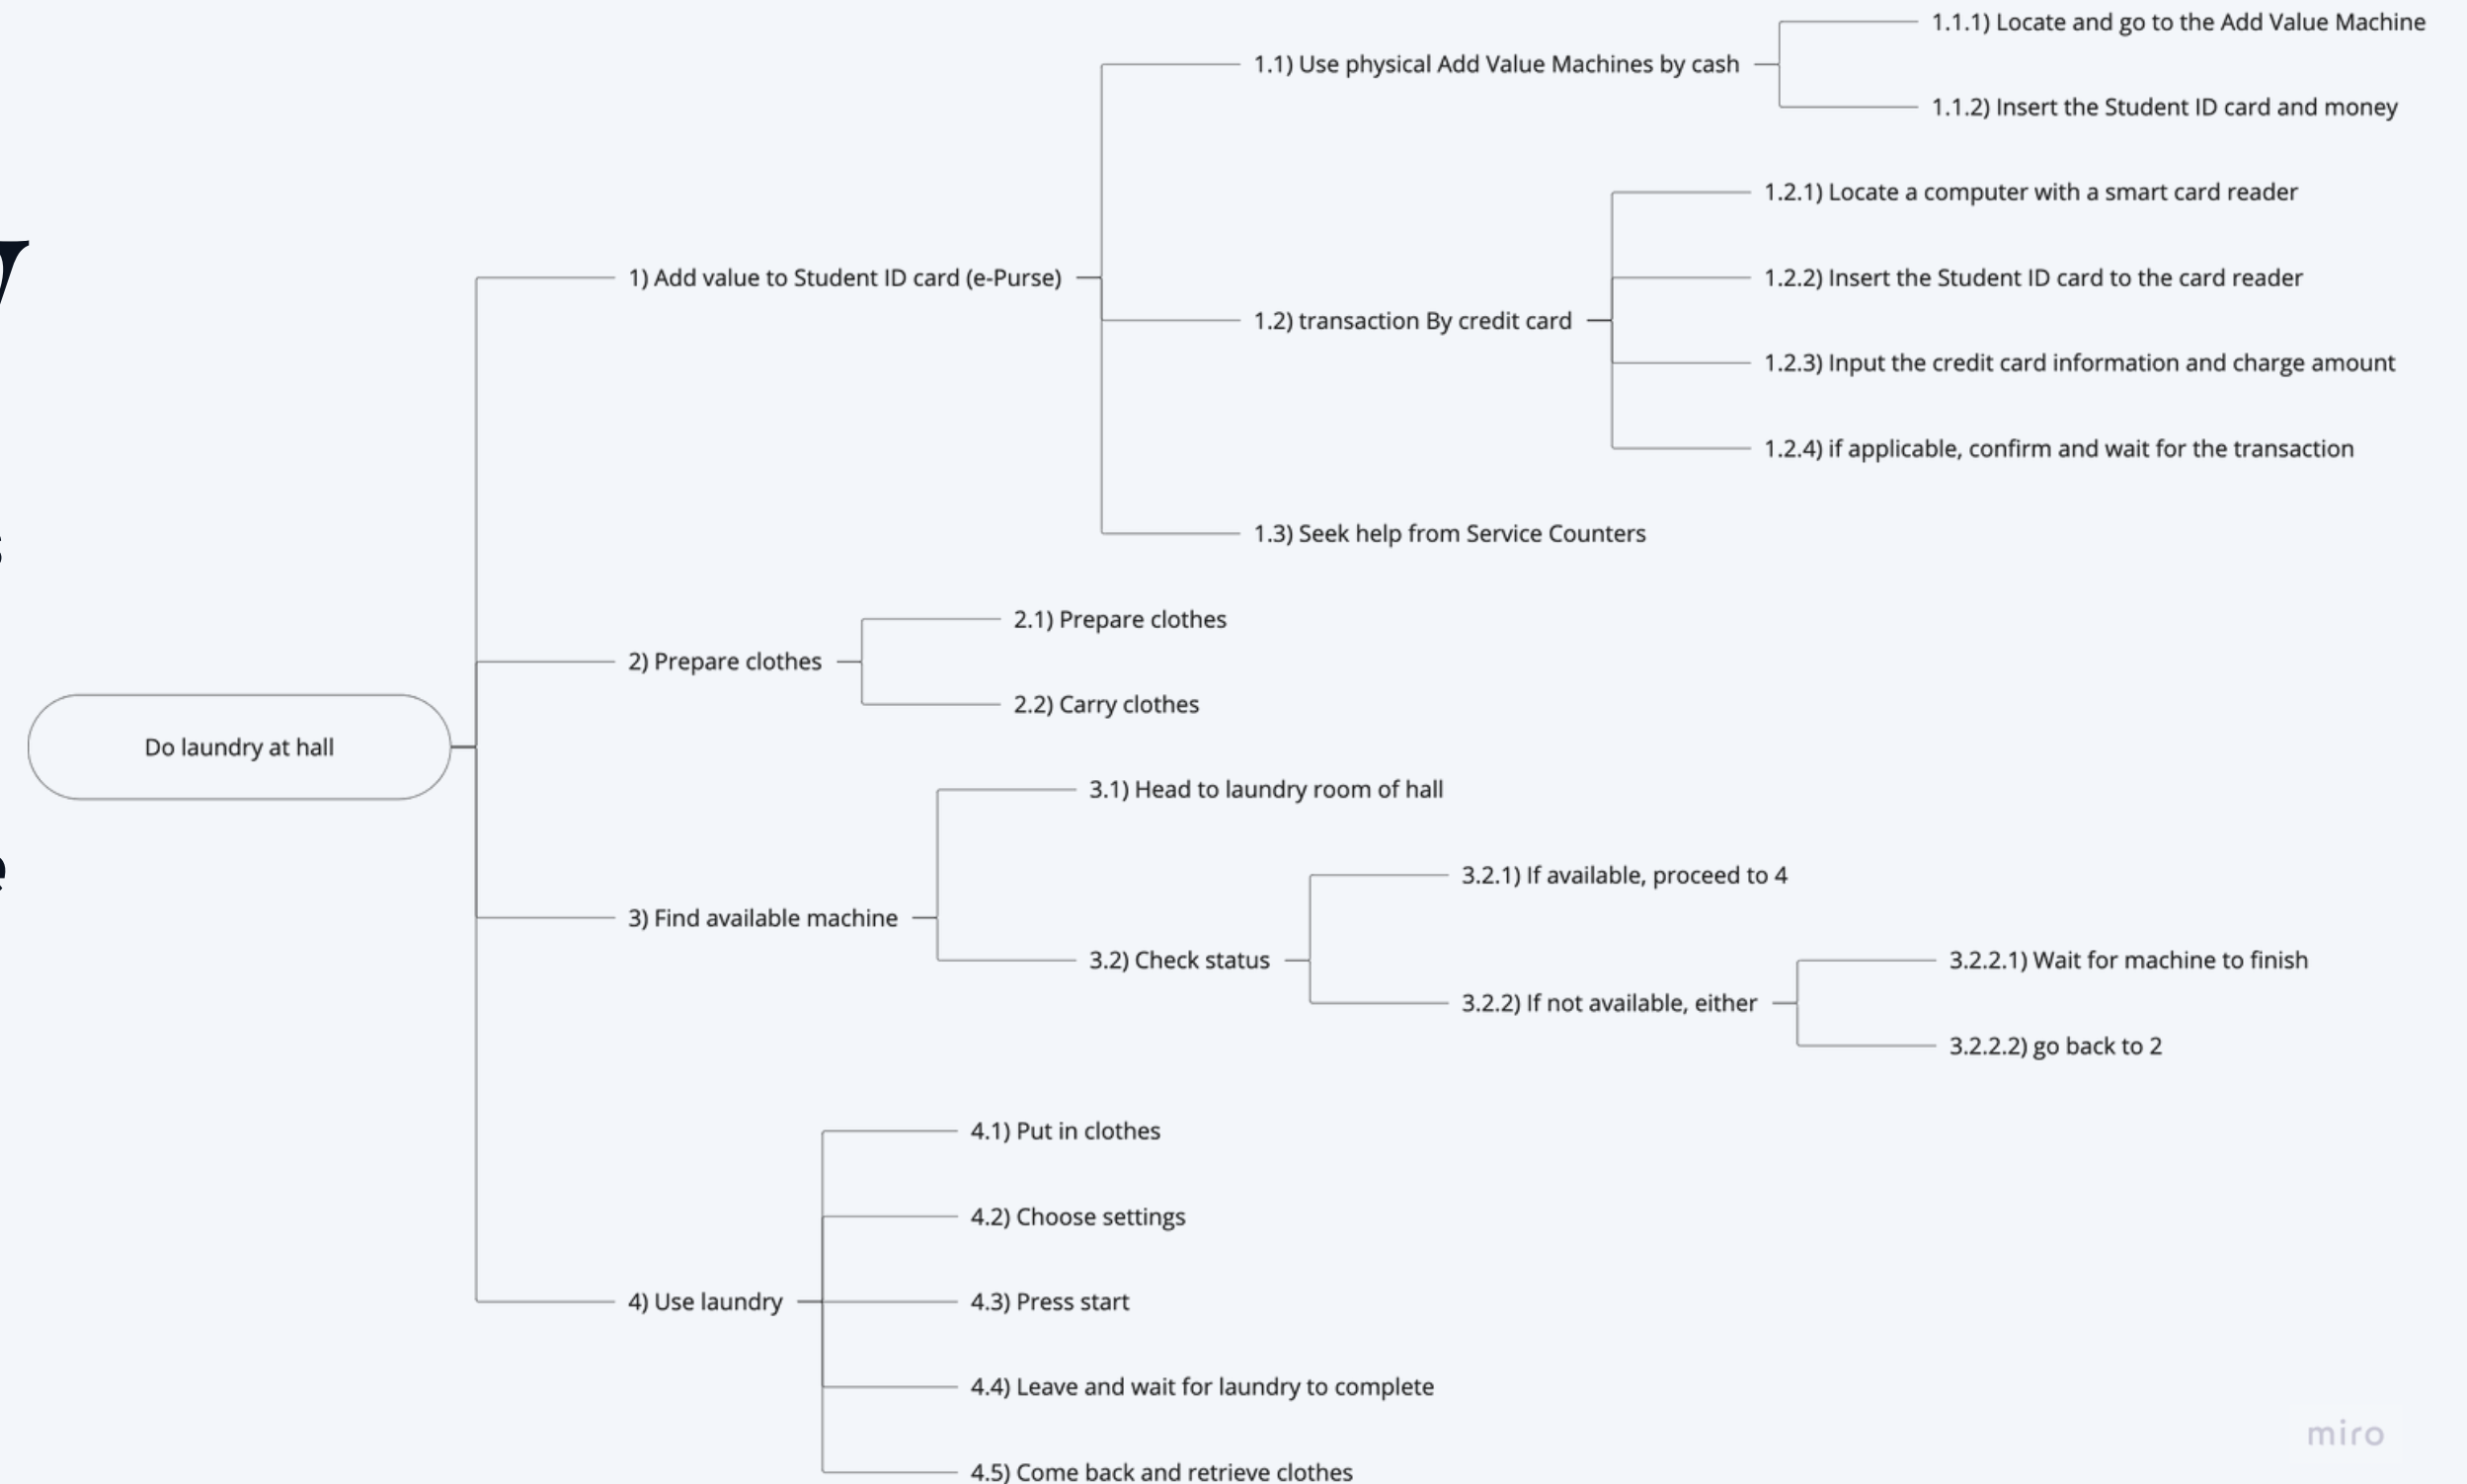 1.1.1) Locate and go to the Add Value Machine
1.1) Use physical Add Value Machines by cash
1.1.2) Insert the Student ID card and money
1.2.1) Locate a computer with a smart card reader
1) Add value to Student ID card (e-Purse)
1.2.2) Insert the Student ID card to the card reader
1.2) transaction By credit card
1.2.3) Input the credit card information and charge amount
1.2.4) if applicable, confirm and wait for the transaction
1.3) Seek help from Service Counters
2.1) Prepare clothes
2) Prepare clothes
2.2) Carry clothes
Do laundry at hall
3.1) Head to laundry room of hall
3.2.1) If available, proceed to 4
3) Find available machine
3.2) Check status
3.2.2.1) Wait for machine to finish
3.2.2) If not available, either
3.2.2.2) go back to 2
4.1) Put in clothes
4.2) Choose settings
4) Use laundry
4.3) Press start
4.4) Leave and wait for laundry to complete
4.5) Come back and retrieve clothes
miro